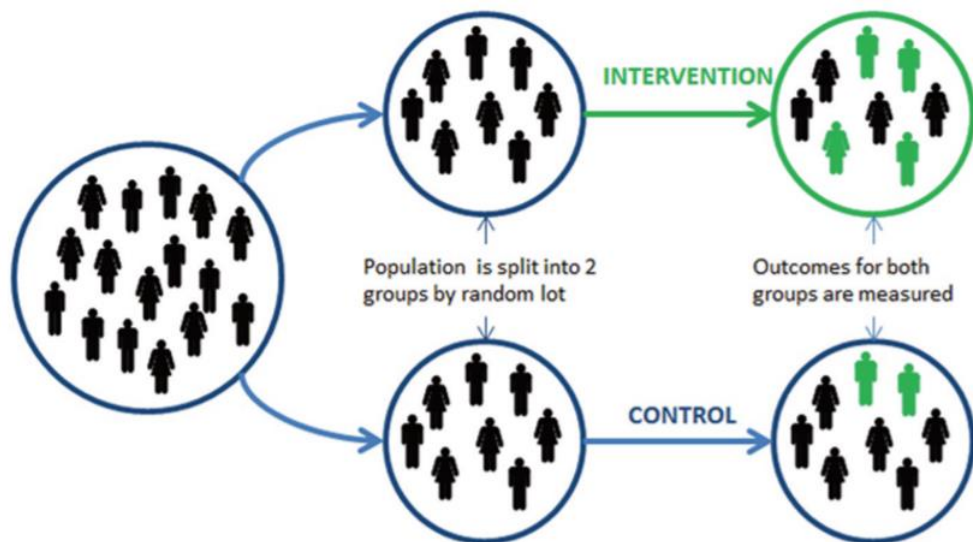 INTERVENTION
Population is split into 2
groups by random lot
Outcomes for both
groups are measured
CONTROL